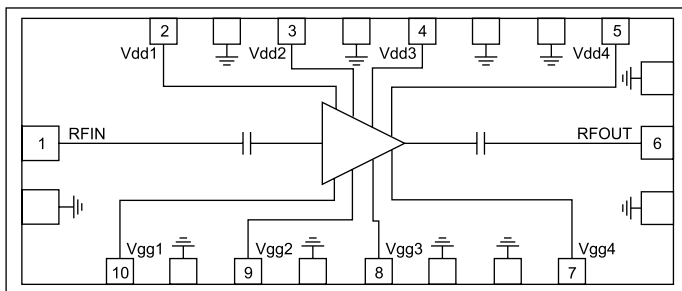 2 3 4 5
Vdd1 Vdd2 Vdd3 Vdd4
1 RFIN RFOUT 6
Vgg1 Vgg2 Vgg3 Vgg4
10 9 8 7